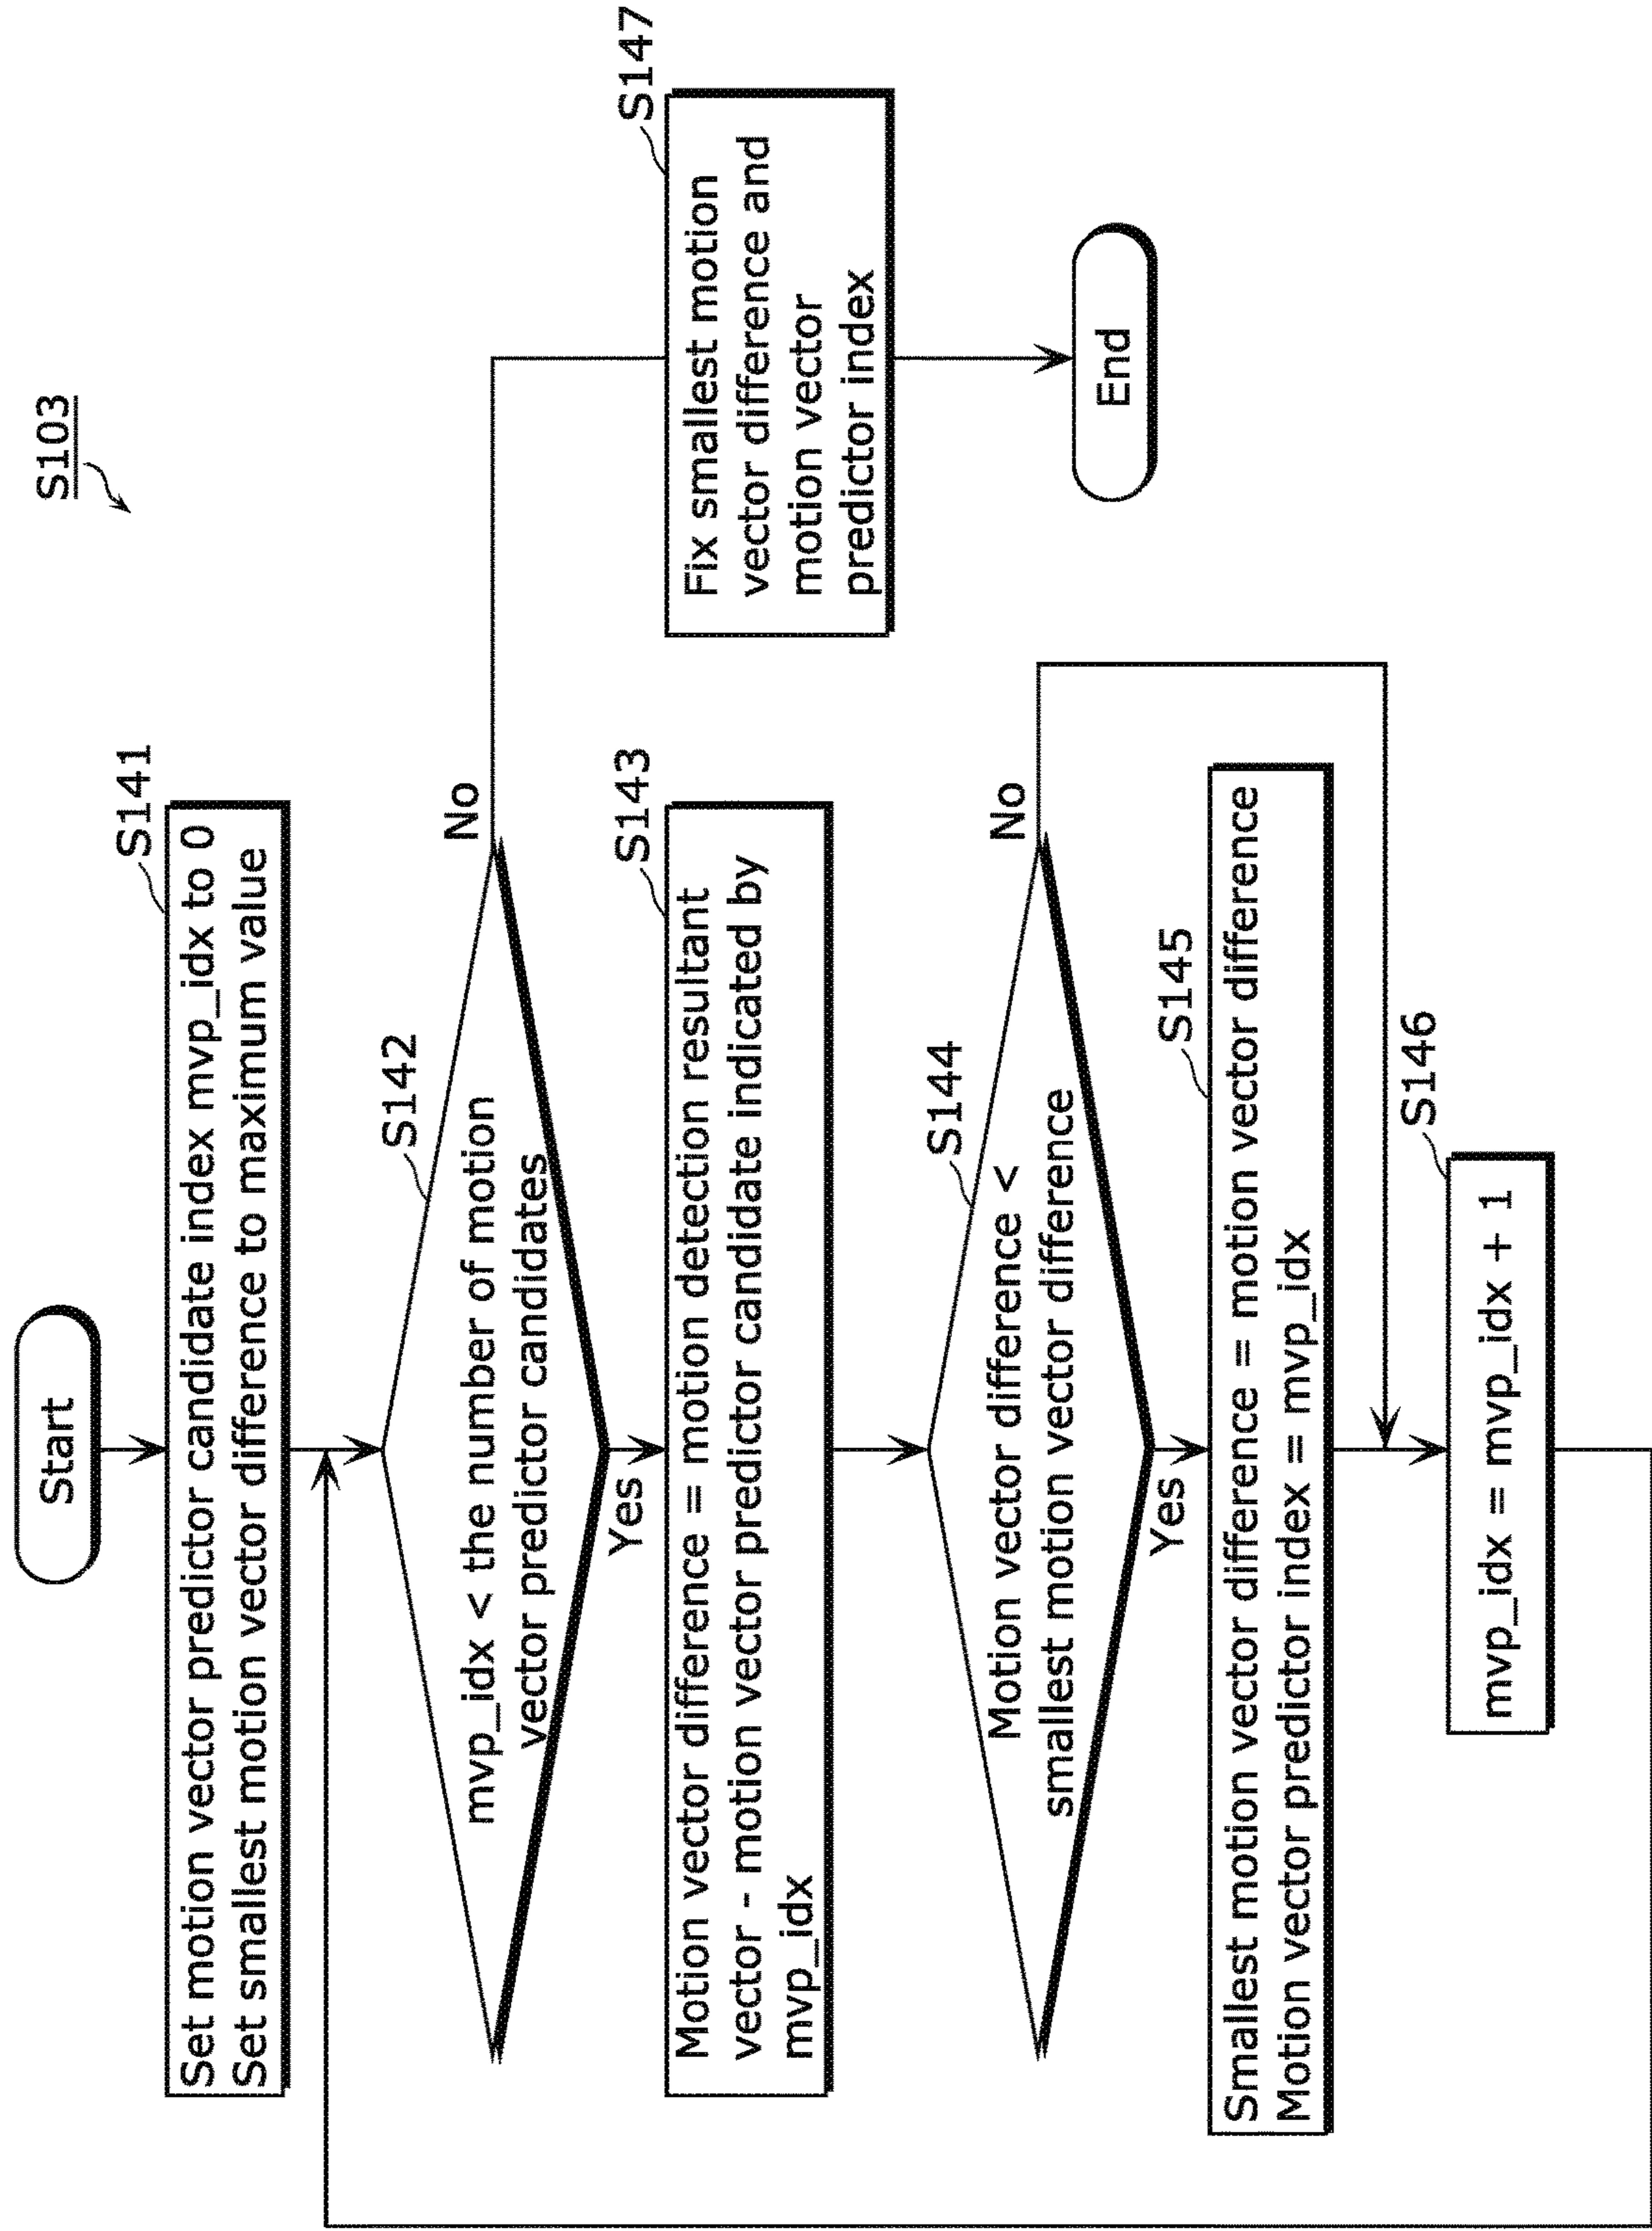 S103
Start
S141
Set motion vector predictor candidate index mvp_idx to 0
Set smallest motion vector difference to maximum value
S142
mvp_idx < the number of motion
vector predictor candidates
No
Yes
S143
Motion vector difference = motion detection resultant
vector - motion vector predictor candidate indicated by
mvp_idx
S144
Motion vector difference <
smallest motion vector difference
No
Yes
S145
Smallest motion vector difference = motion vector difference
Motion vector predictor index = mvp_idx
S146
mvp_idx = mvp_idx + 1
S147
Fix smallest motion
vector difference and
motion vector
predictor index
End